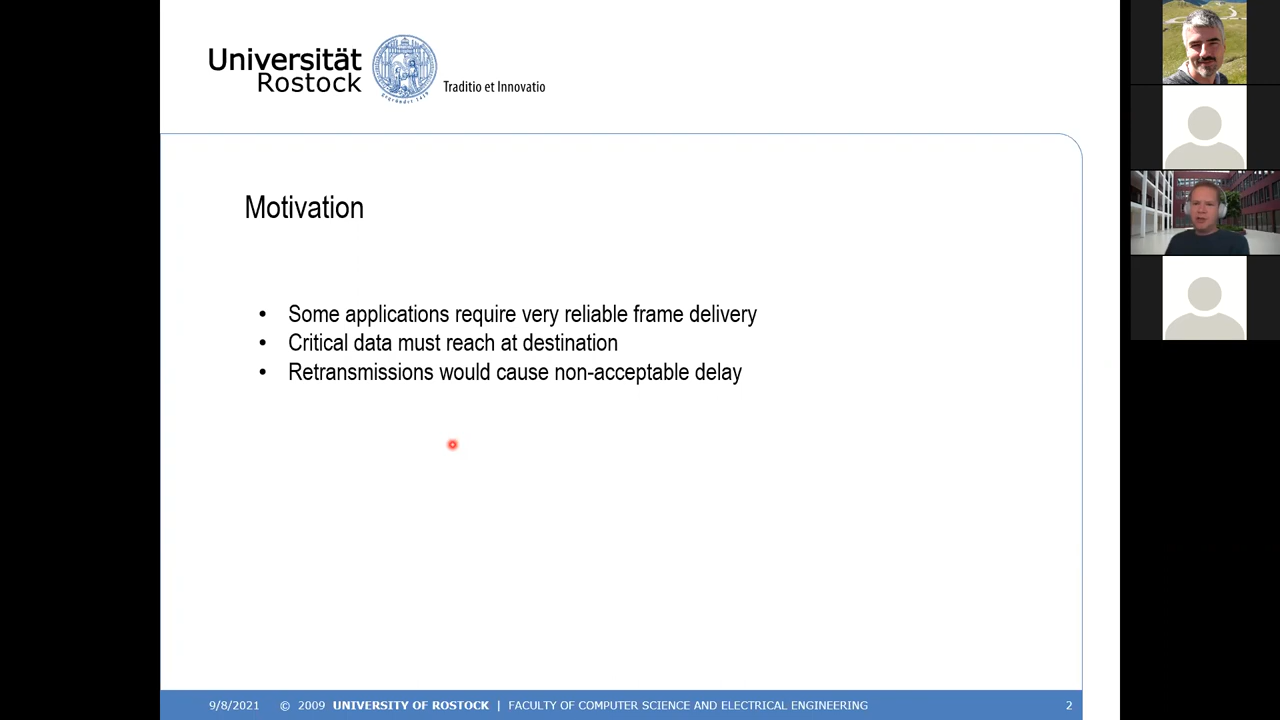 Universität
Rostock
Traditio et Innovatio
Motivation
• Some applications require very reliable frame delivery
• Critical data must reach at destination
• Retransmissions would cause non-acceptable delay
9/8/2021 © 2009 UNIVERSITY OF ROSTOCK | FACULTY OF COMPUTER SCIENCE AND ELECTRICAL ENGINEERING 2